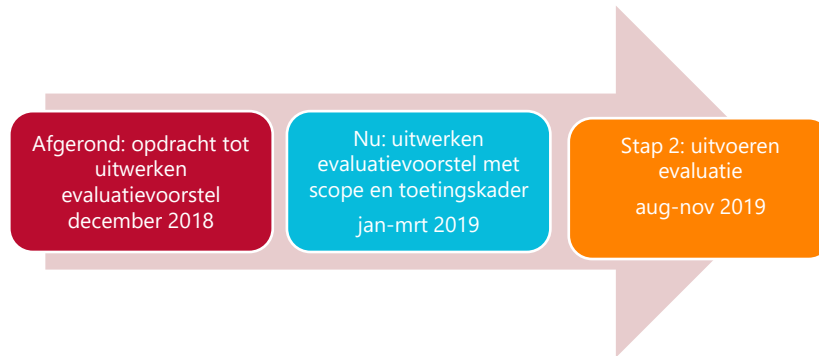 Afgerond: opdracht tot
uitwerken
evaluatievoorstel
december 2018
Nu: uitwerken
evaluatievoorstel met
scope en toetingskader
jan-mrt 2019
Stap 2: uitvoeren
evaluatie
aug-nov 2019